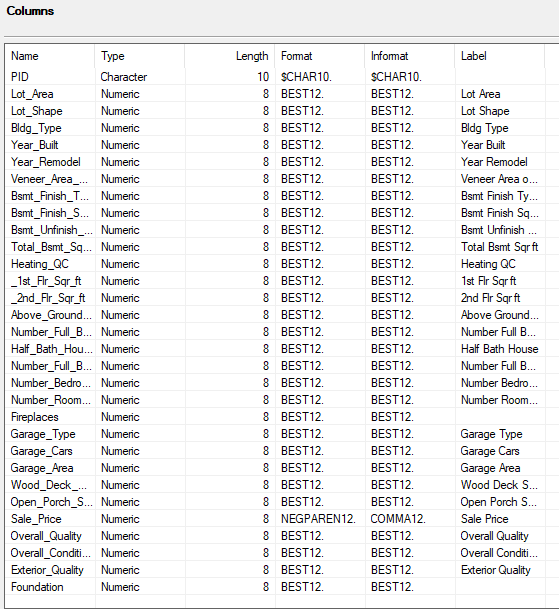 Columns
Name Type Length Format Informat Label
PID Character 10 $CHAR10. $CHAR10.
Lot_Area Numeric 8 BEST12. BEST12. Lot Area
Lot_Shape Numeric 8 BEST12. BEST12. Lot Shape
Bldg_Type Numeric 8 BEST12. BEST12. Bldg Type
Year_Built Numeric 8 BEST12. BEST12. Year Built
Year_Remodel Numeric 8 BEST12. BEST12. Year Remodel
Veneer_Area_... Numeric 8 BEST12. BEST12. Veneer Area o...
Bsmt_Finish_T... Numeric 8 BEST12. BEST12. Bsmt Finish Ty...
Bsmt_Finish_S... Numeric 8 BEST12. BEST12. Bsmt Finish Sq...
Bsmt_Unfinish_... Numeric 8 BEST12. BEST12. Bsmt Unfinish ...
Total_Bsmt_Sq... Numeric 8 BEST12. BEST12. Total Bsmt Sqr ft
Heating_QC Numeric 8 BEST12. BEST12. Heating QC
_1st_Flr_Sqr_ft Numeric 8 BEST12. BEST12. 1st Flr Sqr ft
_2nd_Flr_Sqr_ft Numeric 8 BEST12. BEST12. 2nd Flr Sqr ft
Above_Ground... Numeric 8 BEST12. BEST12. Above Ground...
Number_Full_B... Numeric 8 BEST12. BEST12. Number Full B...
Half_Bath_Hou... Numeric 8 BEST12. BEST12. Half Bath House
Number_Full_B... Numeric 8 BEST12. BEST12. Number Full B...
Number_Bedro... Numeric 8 BEST12. BEST12. Number Bedro...
Number_Room... Numeric 8 BEST12. BEST12. Number Room...
Fireplaces Numeric 8 BEST12. BEST12.
Garage_Type Numeric 8 BEST12. BEST12. Garage Type
Garage_Cars Numeric 8 BEST12. BEST12. Garage Cars
Garage_Area Numeric 8 BEST12. BEST12. Garage Area
Wood_Deck_... Numeric 8 BEST12. BEST12. Wood Deck S...
Open_Porch_S... Numeric 8 BEST12. BEST12. Open Porch S...
Sale_Price Numeric 8 NEGPAREN12. COMMA12. Sale Price
Overall_Quality Numeric 8 BEST12. BEST12. Overall Quality
Overall_Conditi... Numeric 8 BEST12. BEST12. Overall Conditi...
Exterior_Quality Numeric 8 BEST12. BEST12. Exterior Quality
Foundation Numeric 8 BEST12. BEST12.